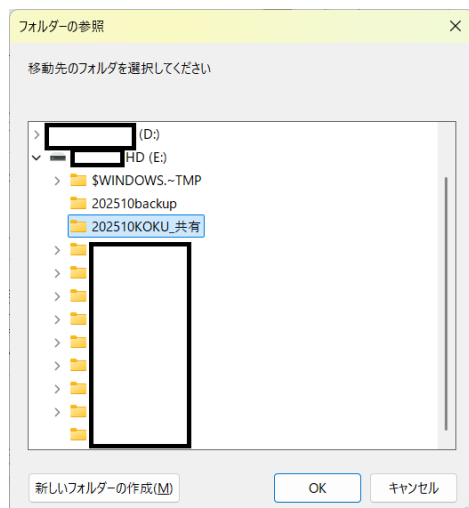 フォルダーの参照
移動先のフォルダを選択してください
(D:)
HD (E:)
$WINDOWS.~TMP
202510backup
202510KOKU_共有
新しいフォルダーの作成(M)
OK
キャンセル